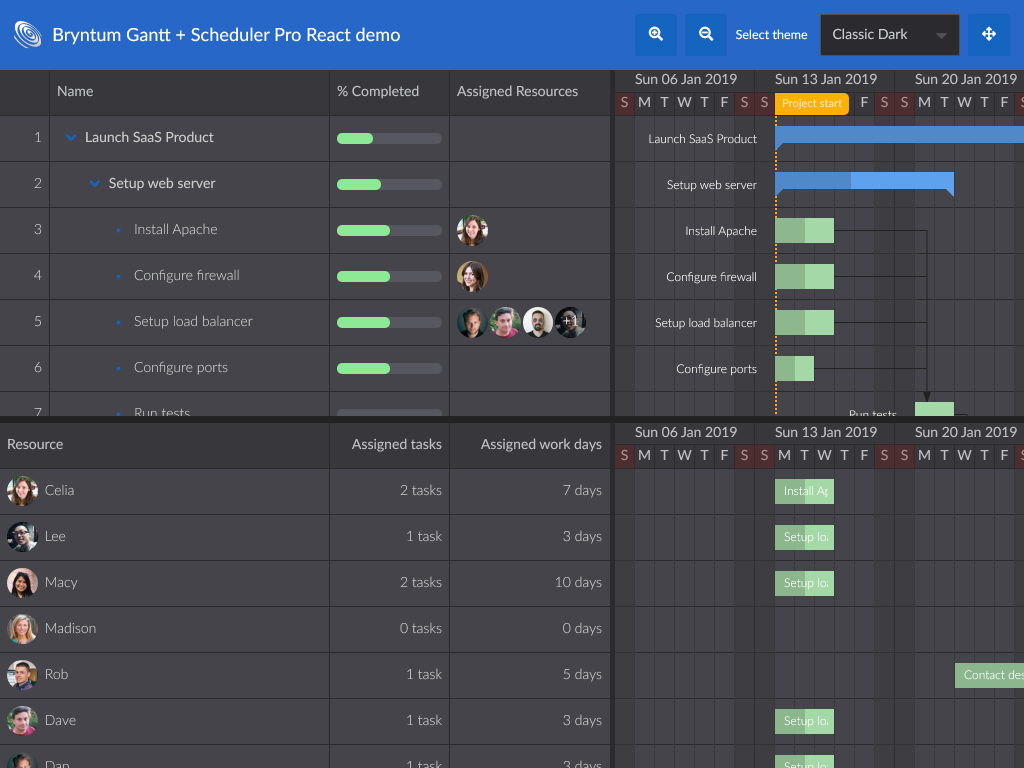 Bryntum Gantt + Scheduler Pro React demo
Select theme
Classic Dark
Name % Completed Assigned Resources
Sun 06 Jan 2019 Sun 13 Jan 2019 Sun 20 Jan 2019
S M T W T F S S Project start F S S M T W T F S
1 Launch SaaS Product Launch SaaS Product
2 Setup web server Setup web server
3 Install Apache Install Apache
4 Configure firewall Configure firewall
5 Setup load balancer +1 Setup load balancer
6 Configure ports Configure ports
7 Run tests Run tests
Resource Assigned tasks Assigned work days
Sun 06 Jan 2019 Sun 13 Jan 2019 Sun 20 Jan 2019
S M T W T F S S M T W T F S S M T W T F S
Celia 2 tasks 7 days Install Ap
Lee 1 task 3 days Setup loa
Macy 2 tasks 10 days Setup loa
Madison 0 tasks 0 days
Rob 1 task 5 days Contact des
Dave 1 task 3 days Setup loa
Dan 1 task 3 days Setup loa